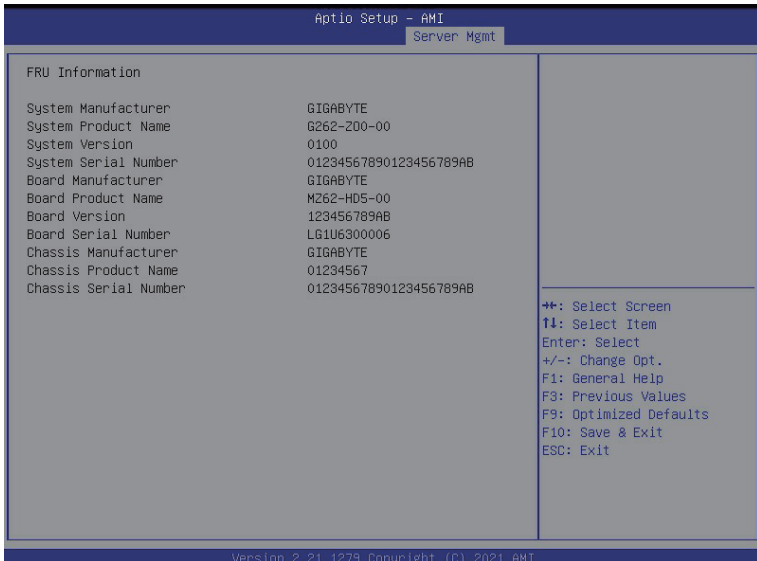 Aptio Setup – AMI
Server Mgmt
FRU Information
System Manufacturer GIGABYTE
System Product Name G262-Z00-00
System Version 0100
System Serial Number 01234567890123456789AB
Board Manufacturer GIGABYTE
Board Product Name MZ62-HD5-00
Board Version 123456789AB
Board Serial Number LG1U6300006
Chassis Manufacturer GIGABYTE
Chassis Product Name 01234567
Chassis Serial Number 01234567890123456789AB
→←: Select Screen
↑↓: Select Item
Enter: Select
+/-: Change Opt.
F1: General Help
F3: Previous Values
F9: Optimized Defaults
F10: Save & Exit
ESC: Exit
Version 2.21.1279 Copyright (C) 2021 AMI